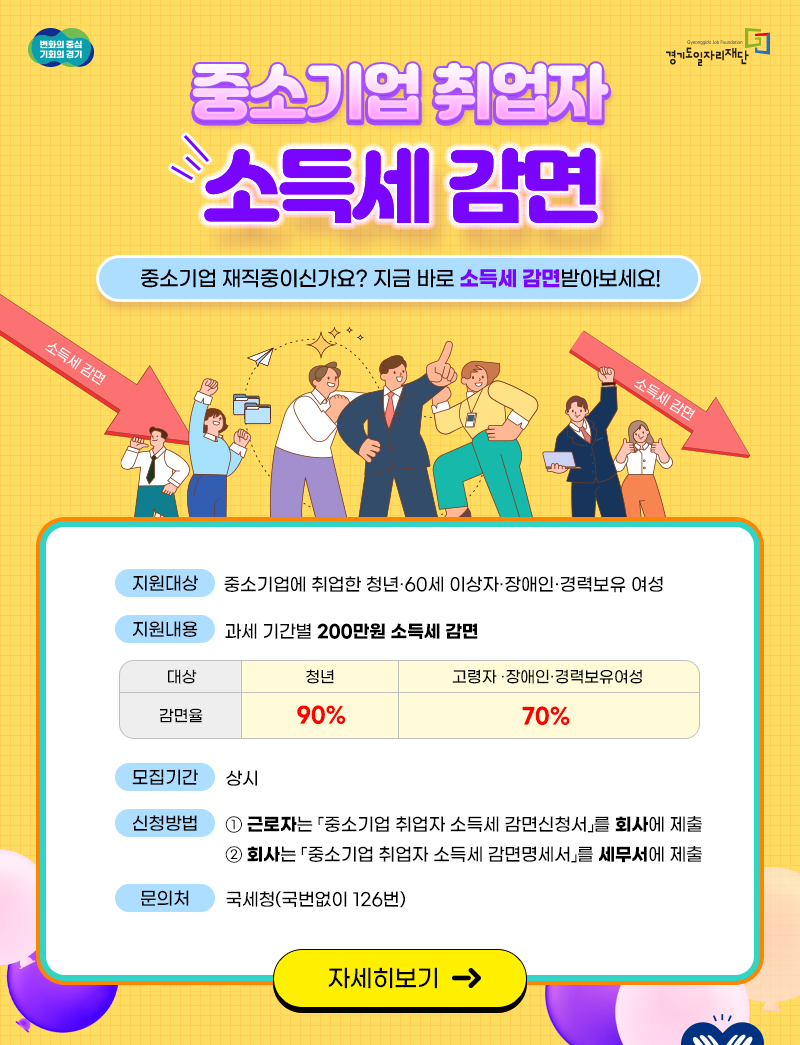 변화의 중심
기회의 경기
Gyeonggido Job Foundation
경기도일자리재단
중소기업 취업자
소득세 감면
중소기업 재직중이신가요? 지금 바로 소득세 감면받아보세요!
소득세 감면
소득세 감면
지원대상 중소기업에 취업한 청년·60세 이상자·장애인·경력보유 여성
지원내용 과세 기간별 200만원 소득세 감면
대상 청년 고령자 ·장애인·경력보유여성
감면율 90% 70%
모집기간 상시
신청방법 ① 근로자는 「중소기업 취업자 소득세 감면신청서」를 회사에 제출
② 회사는 「중소기업 취업자 소득세 감면명세서」를 세무서에 제출
문의처 국세청(국번없이 126번)
자세히보기 →